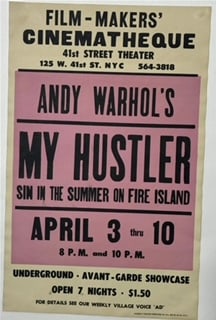 FILM-MAKERS'
CINEMATHEQUE
41st STREET THEATER
125 W. 41st ST. NYC 564-3818
ANDY WARHOL'S
MY HUSTLER
SIN IN THE SUMMER ON FIRE ISLAND
APRIL 3 thru 10
8 P.M. and 10 P.M.
UNDERGROUND · AVANT-GARDE SHOWCASE
OPEN 7 NIGHTS · $1.50
FOR DETAILS SEE OUR WEEKLY VILLAGE VOICE 'AD'